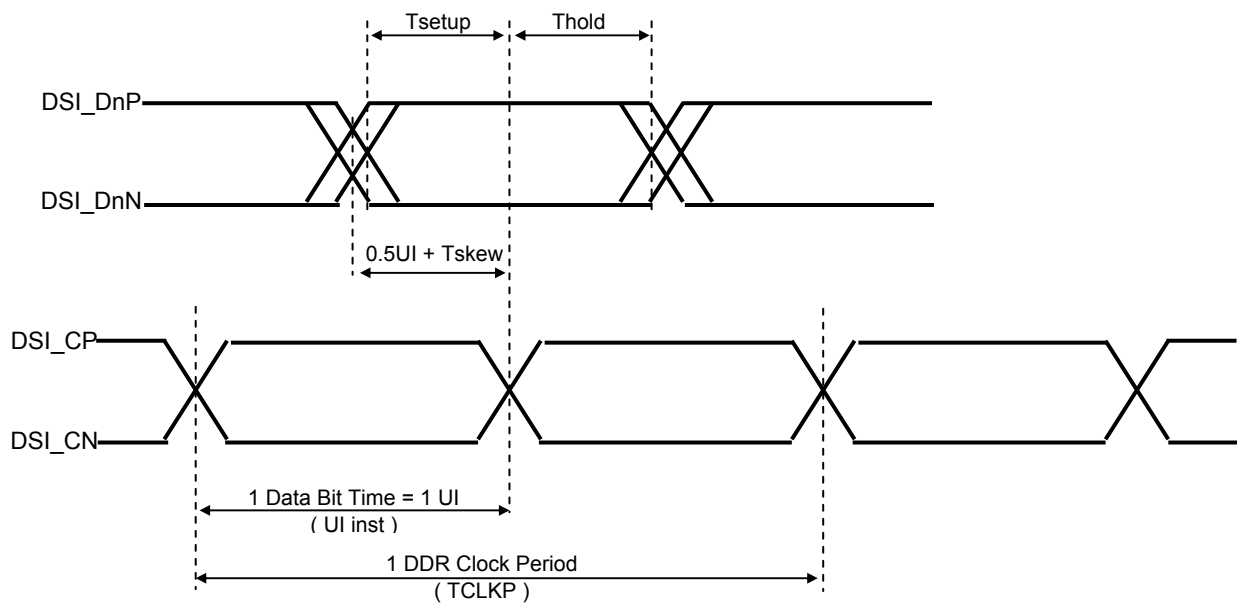 Tsetup
Thold
DSI_DnP
DSI_DnN
0.5UI + Tskew
DSI_CP
DSI_CN
1 Data Bit Time = 1 UI
( UI inst )
1 DDR Clock Period
( TCLKP )